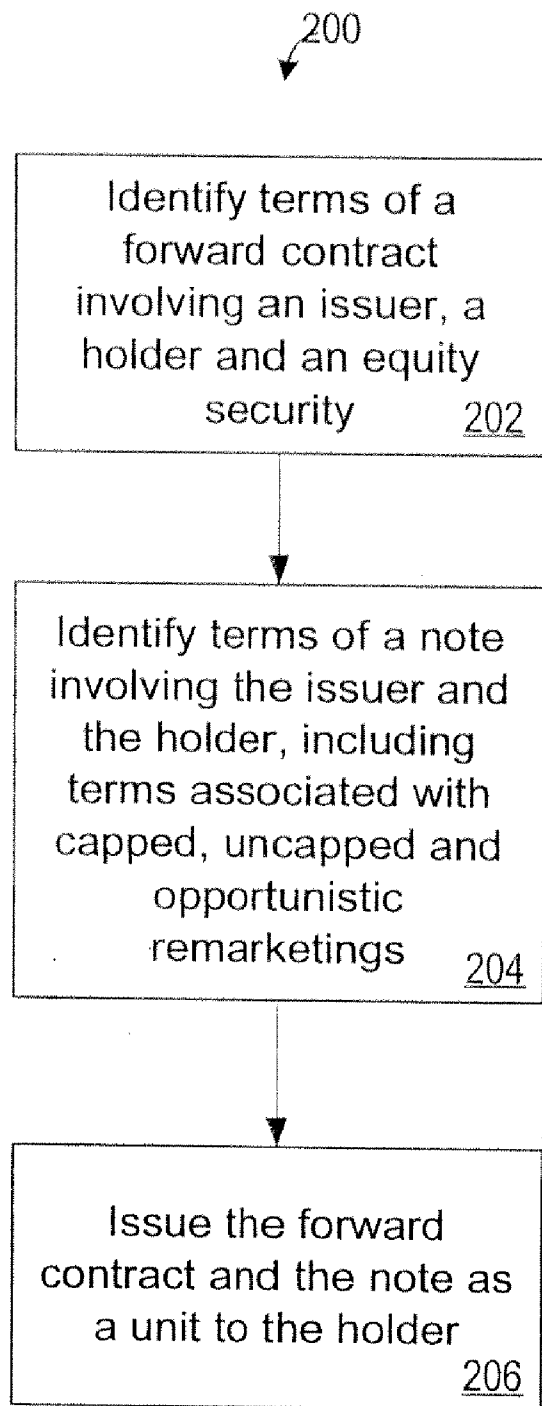 200
Identify terms of a
forward contract
involving an issuer, a
holder and an equity
security 202
Identify terms of a note
involving the issuer and
the holder, including
terms associated with
capped, uncapped and
opportunistic
remarketings 204
Issue the forward
contract and the note as
a unit to the holder
206